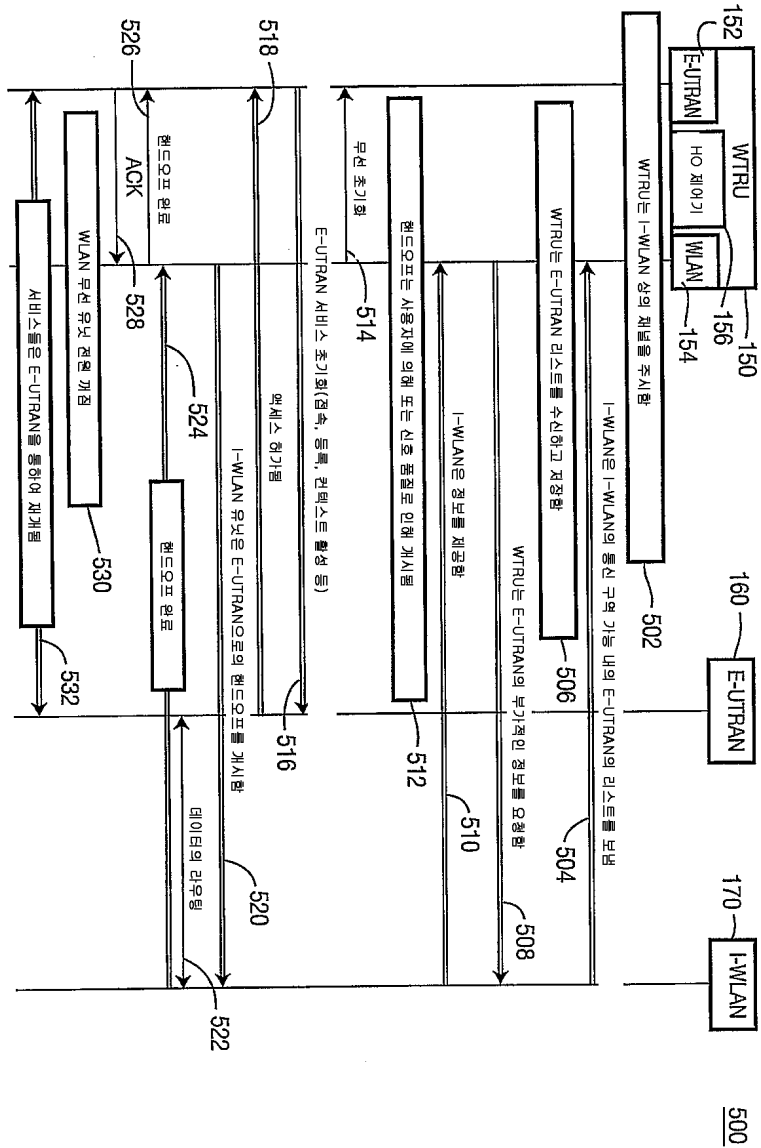 500
WTRU
150
E-UTRAN
152
HO 제어기
156
WLAN
154
160
E-UTRAN
170
I-WLAN
WTRU는 I-WLAN 상의 채널을 주시함
502
I-WLAN은 I-WLAN의 통신 구역 가능 내의 E-UTRAN의 리스트를 보냄
504
WTRU는 E-UTRAN 리스트를 수신하고 저장함
506
WTRU는 E-UTRAN의 부가적인 정보를 요청함
508
I-WLAN은 정보를 제공함
510
핸드오프는 사용자에 의해 또는 신호 품질로 인해 개시됨
512
무선 초기화
514
E-UTRAN 서비스 초기화(접속, 등록, 컨텍스트 활성 등)
516
액세스 허가됨
518
I-WLAN 유닛은 E-UTRAN으로의 핸드오프를 개시함
520
데이터의 라우팅
522
핸드오프 완료
524
핸드오프 완료
526
ACK
528
WLAN 무선 유닛 전원 꺼짐
530
서비스들은 E-UTRAN을 통하여 재개됨
532